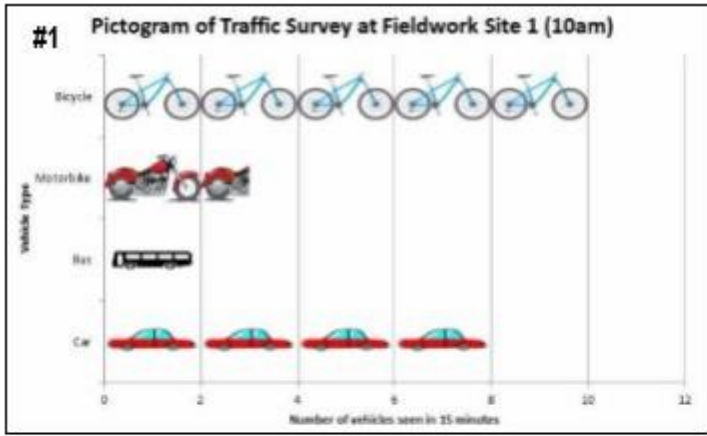 #1
Pictogram of Traffic Survey at Fieldwork Site 1 (10am)
Vehicle Type
Bicycle
Motorbike
Bus
Car
0 2 4 6 8 10 12
Number of vehicles seen in 15 minutes